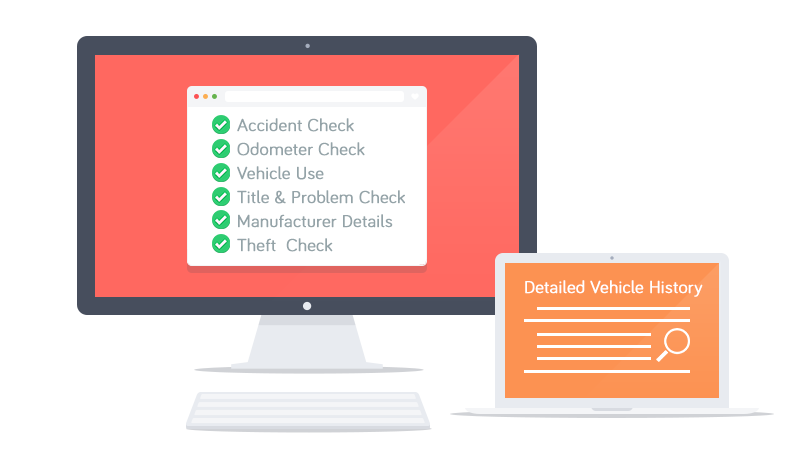 Accident Check
Odometer Check
Vehicle Use
Title & Problem Check
Manufacturer Details
Theft Check
Detailed Vehicle History